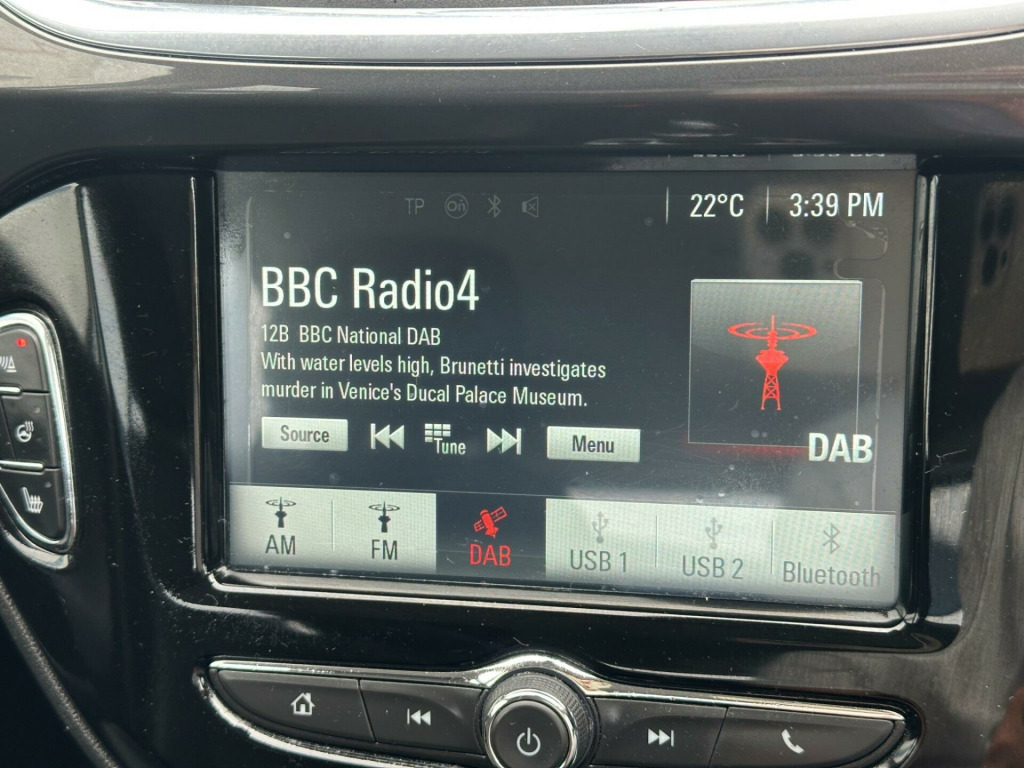 TP On
22°C 3:39 PM
BBC Radio4
12B BBC National DAB
With water levels high, Brunetti investigates
murder in Venice's Ducal Palace Museum.
Source Tune Menu
DAB
AM FM DAB USB 1 USB 2 Bluetooth